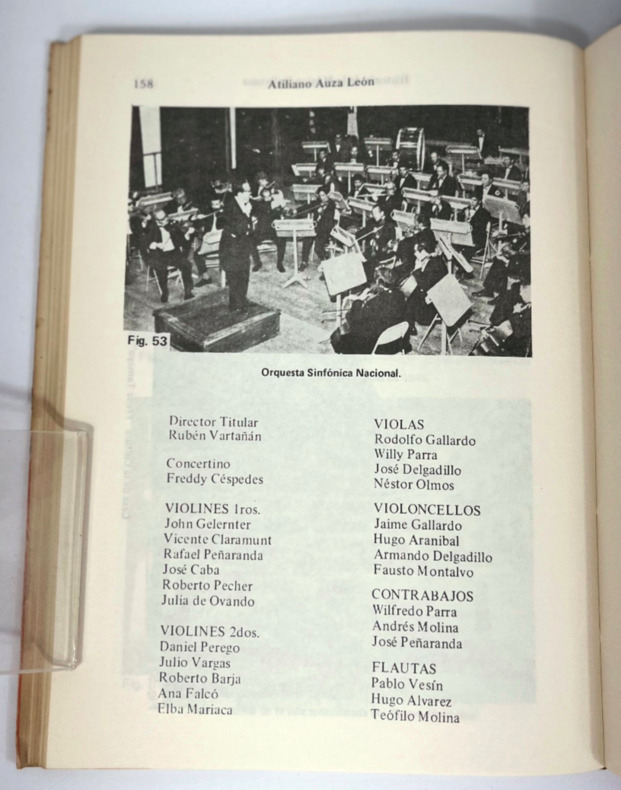 158
Atiliano Auza León
Fig. 53
Orquesta Sinfónica Nacional.
Director Titular
Rubén Vartañán
Concertino
Freddy Céspedes
VIOLINES 1ros.
John Gelernter
Vicente Claramunt
Rafael Peñaranda
José Caba
Roberto Pecher
Julia de Ovando
VIOLINES 2dos.
Daniel Perego
Julio Vargas
Roberto Barja
Ana Falcó
Elba Mariaca
VIOLAS
Rodolfo Gallardo
Willy Parra
José Delgadillo
Néstor Olmos
VIOLONCELLOS
Jaime Gallardo
Hugo Aranibal
Armando Delgadillo
Fausto Montalvo
CONTRABAJOS
Wilfredo Parra
Andrés Molina
José Peñaranda
FLAUTAS
Pablo Vesín
Hugo Alvarez
Teófilo Molina